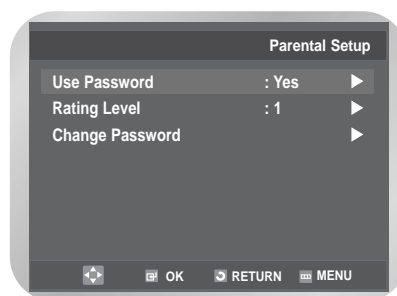 Parental Setup
Use Password : Yes
Rating Level : 1
Change Password
OK RETURN MENU